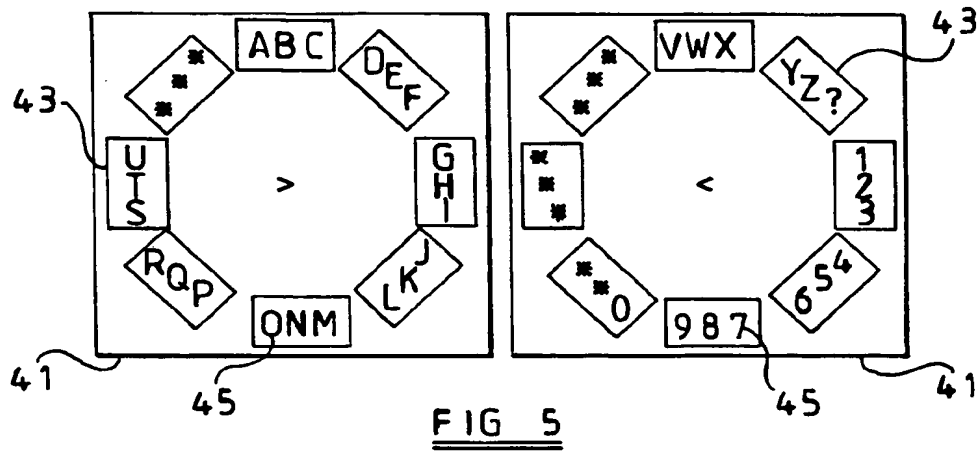 ABC
DEF
GHI
JKL
ONM
RQP
UTS
***
>
VWX
YZ?
123
654
987
**0
***
***
<
43
43
41
45
45
41
FIG 5